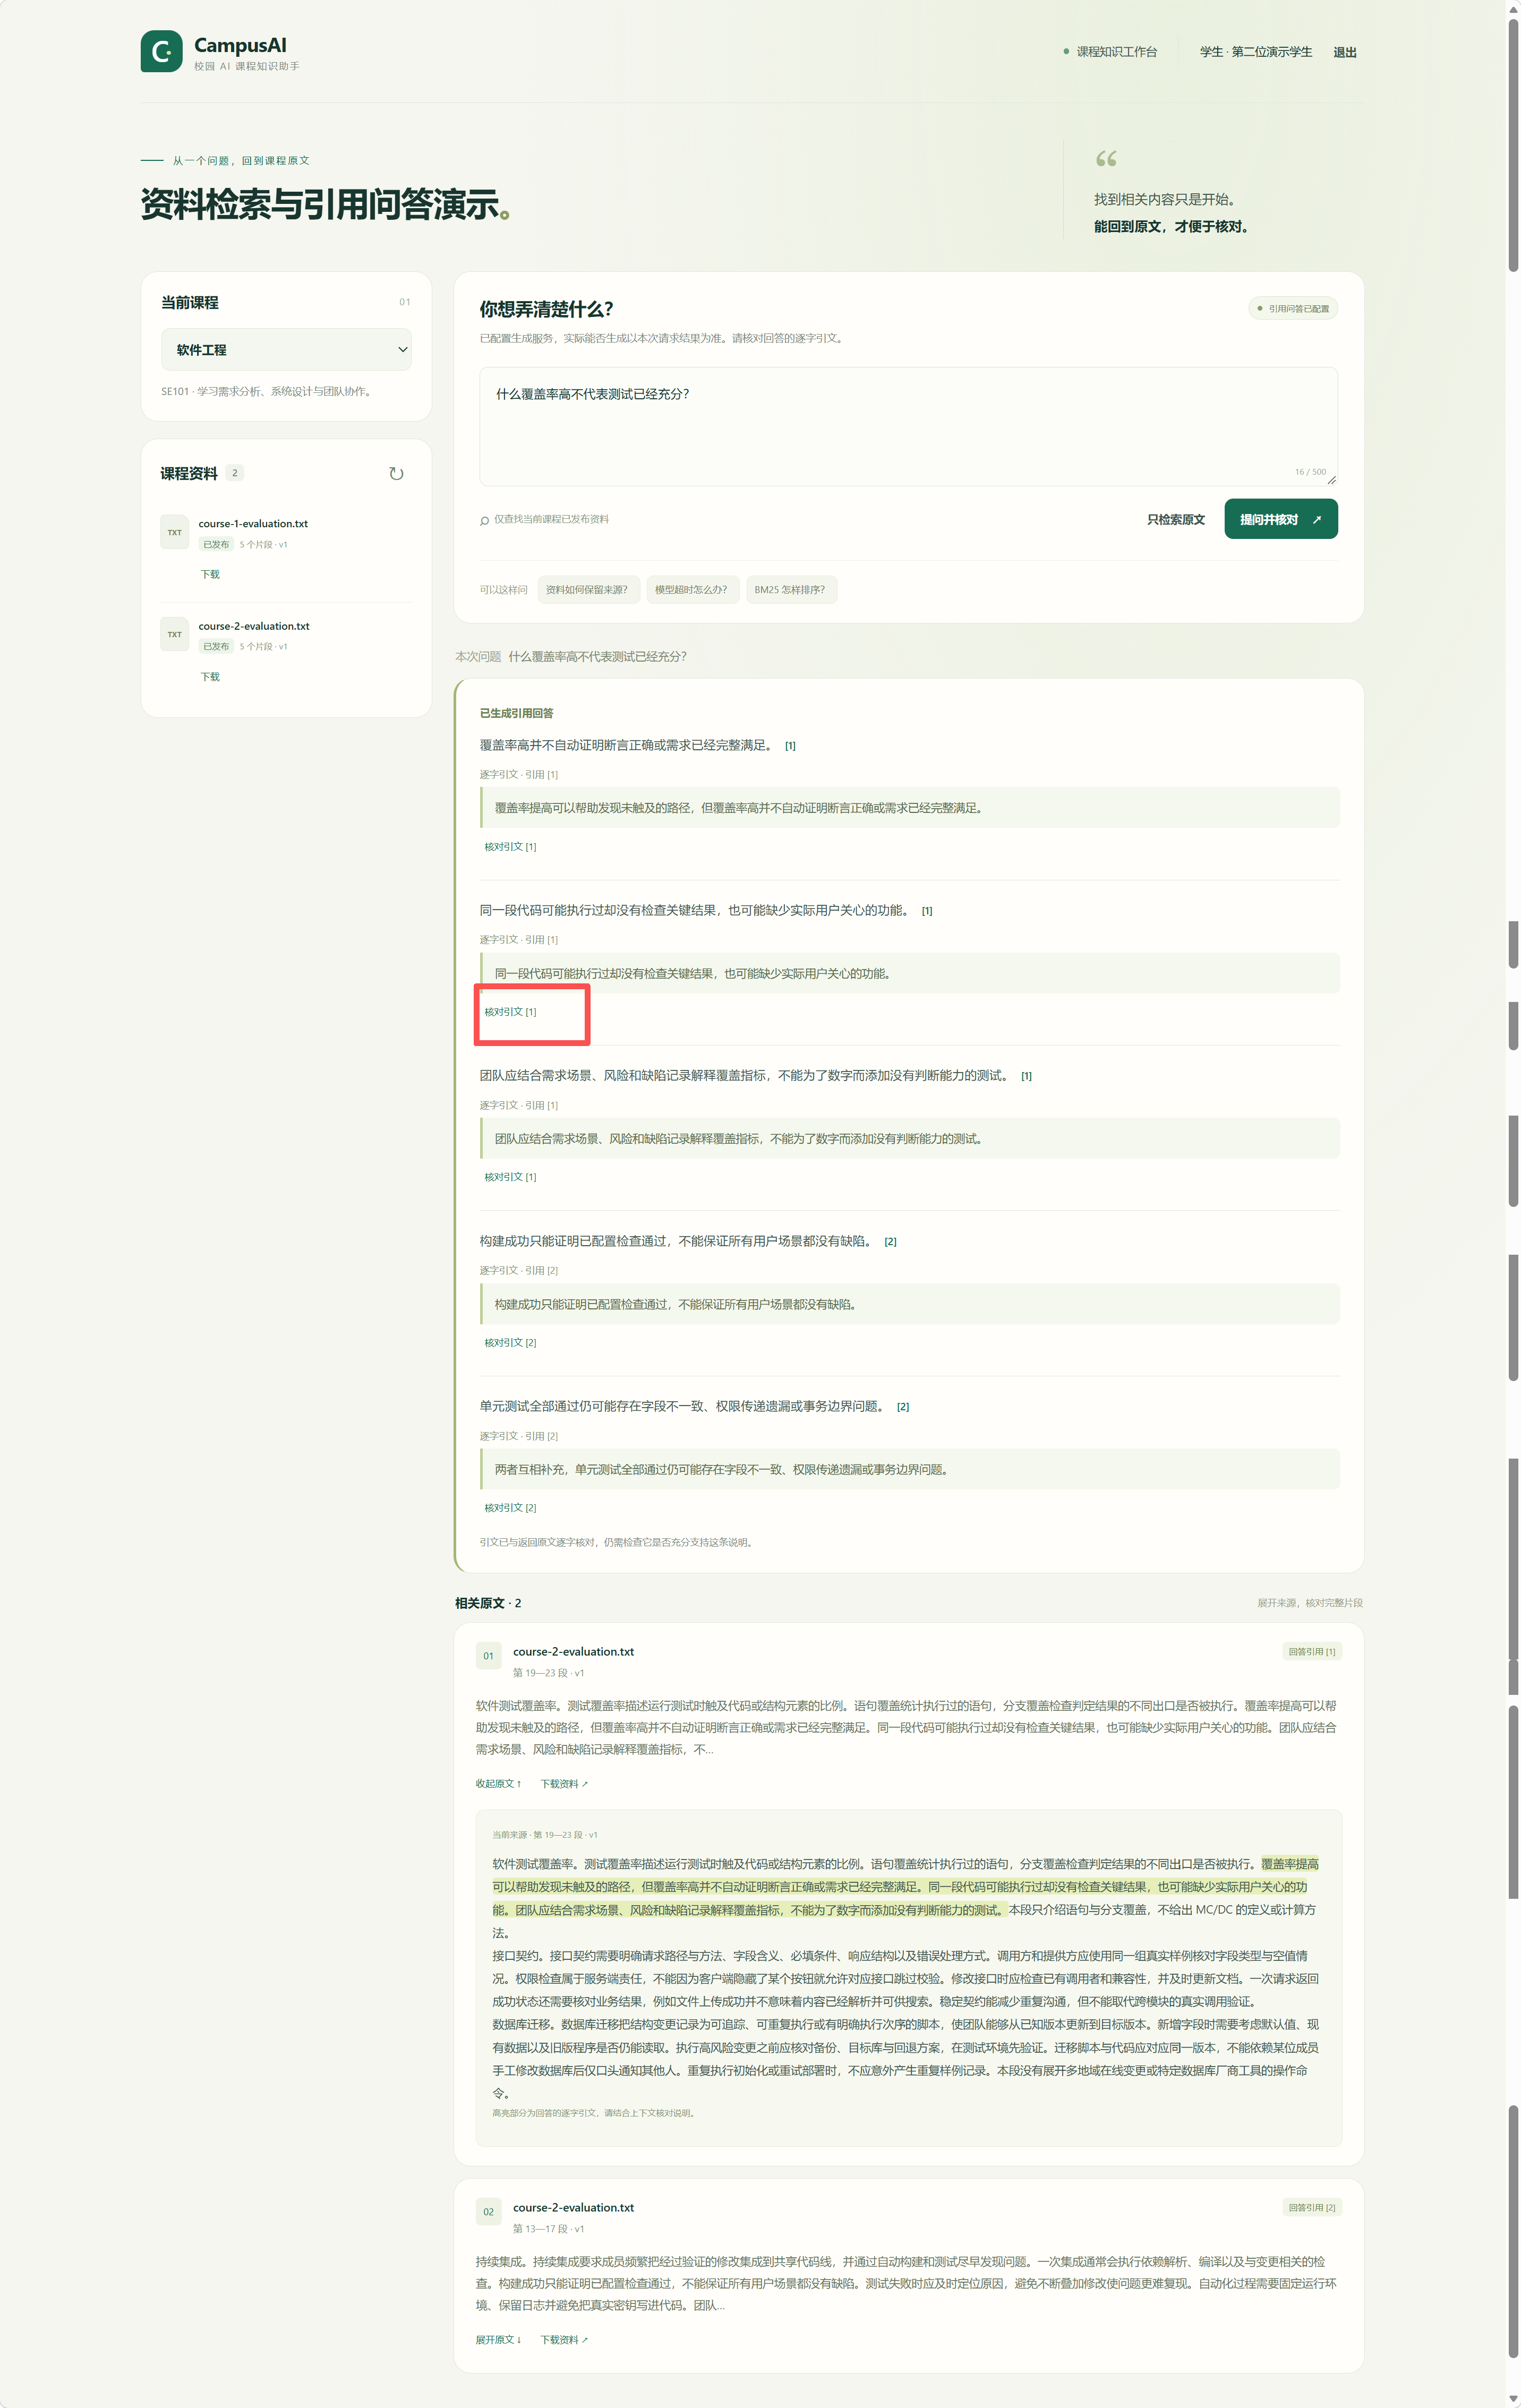 CampusAI
校园 AI 课程知识助手
课程知识工作台
学生 · 第二位演示学生
退出
从一个问题，回到课程原文
资料检索与引用问答演示。
“
找到相关内容只是开始。
能回到原文，才便于核对。
当前课程
01
软件工程
SE101 · 学习需求分析、系统设计与团队协作。
课程资料 2
TXT
course-1-evaluation.txt
已发布 5 个片段 · v1
下载
TXT
course-2-evaluation.txt
已发布 5 个片段 · v1
下载
你想弄清楚什么？
引用问答已配置
已配置生成服务，实际能否生成以本次请求结果为准。请核对回答的逐字引文。
什么覆盖率高不代表测试已经充分？
16 / 500
仅查找当前课程已发布资料
只检索原文
提问并核对 ↗
可以这样问 资料如何保留来源？ 模型超时怎么办？ BM25 怎样排序？
本次问题 什么覆盖率高不代表测试已经充分？
已生成引用回答
覆盖率高并不自动证明断言正确或需求已经完整满足。 [1]
逐字引文 · 引用 [1]
覆盖率提高可以帮助发现未触及的路径，但覆盖率高并不自动证明断言正确或需求已经完整满足。
核对引文 [1]
同一段代码可能执行过却没有检查关键结果，也可能缺少实际用户关心的功能。 [1]
逐字引文 · 引用 [1]
同一段代码可能执行过却没有检查关键结果，也可能缺少实际用户关心的功能。
核对引文 [1]
团队应结合需求场景、风险和缺陷记录解释覆盖指标，不能为了数字而添加没有判断能力的测试。 [1]
逐字引文 · 引用 [1]
团队应结合需求场景、风险和缺陷记录解释覆盖指标，不能为了数字而添加没有判断能力的测试。
核对引文 [1]
构建成功只能证明已配置检查通过，不能保证所有用户场景都没有缺陷。 [2]
逐字引文 · 引用 [2]
构建成功只能证明已配置检查通过，不能保证所有用户场景都没有缺陷。
核对引文 [2]
单元测试全部通过仍可能存在字段不一致、权限传递遗漏或事务边界问题。 [2]
逐字引文 · 引用 [2]
两者互相补充，单元测试全部通过仍可能存在字段不一致、权限传递遗漏或事务边界问题。
核对引文 [2]
引文已与返回原文逐字核对，仍需检查它是否充分支持这条说明。
相关原文 · 2
展开来源，核对完整片段
01
course-2-evaluation.txt
回答引用 [1]
第 19—23 段 · v1
软件测试覆盖率。测试覆盖率描述运行测试时触及代码或结构元素的比例。语句覆盖统计执行过的语句，分支覆盖检查判定结果的不同出口是否被执行。覆盖率提高可以帮
助发现未触及的路径，但覆盖率高并不自动证明断言正确或需求已经完整满足。同一段代码可能执行过却没有检查关键结果，也可能缺少实际用户关心的功能。团队应结合
需求场景、风险和缺陷记录解释覆盖指标，不…
收起原文 ↑ 下载资料 ↗
当前来源 · 第 19—23 段 · v1
软件测试覆盖率。测试覆盖率描述运行测试时触及代码或结构元素的比例。语句覆盖统计执行过的语句，分支覆盖检查判定结果的不同出口是否被执行。覆盖率提高
可以帮助发现未触及的路径，但覆盖率高并不自动证明断言正确或需求已经完整满足。同一段代码可能执行过却没有检查关键结果，也可能缺少实际用户关心的功
能。团队应结合需求场景、风险和缺陷记录解释覆盖指标，不能为了数字而添加没有判断能力的测试。本段只介绍语句与分支覆盖，不给出 MC/DC 的定义或计算方
法。
接口契约。接口契约需要明确请求路径与方法、字段含义、必填条件、响应结构以及错误处理方式。调用方和提供方应使用同一组真实样例核对字段类型与空值情
况。权限检查属于服务端责任，不能因为客户端隐藏了某个按钮就允许对应接口跳过校验。修改接口时应检查已有调用者和兼容性，并及时更新文档。一次请求返回
成功状态还需要核对业务结果，例如文件上传成功并不意味着内容已经解析并可供搜索。稳定契约能减少重复沟通，但不能取代跨模块的真实调用验证。
数据库迁移。数据库迁移把结构变更记录为可追踪、可重复执行或有明确执行次序的脚本，使团队能够从已知版本更新到目标版本。新增字段时需要考虑默认值、现
有数据以及旧版程序是否仍能读取。执行高风险变更之前应核对备份、目标库与回退方案，在测试环境先验证。迁移脚本与代码应对应同一版本，不能依赖某位成员
手工修改数据库后仅口头通知其他人。重复执行初始化或重试部署时，不应意外产生重复样例记录。本段没有展开多地域在线变更或特定数据库厂商工具的操作命
令。
高亮部分为回答的逐字引文，请结合上下文核对说明。
02
course-2-evaluation.txt
回答引用 [2]
第 13—17 段 · v1
持续集成。持续集成要求成员频繁把经过验证的修改集成到共享代码线，并通过自动构建和测试尽早发现问题。一次集成通常会执行依赖解析、编译以及与变更相关的检
查。构建成功只能证明已配置检查通过，不能保证所有用户场景都没有缺陷。测试失败时应及时定位原因，避免不断叠加修改使问题更难复现。自动化过程需要固定运行环
境、保留日志并避免把真实密钥写进代码。团队…
展开原文 ↓ 下载资料 ↗